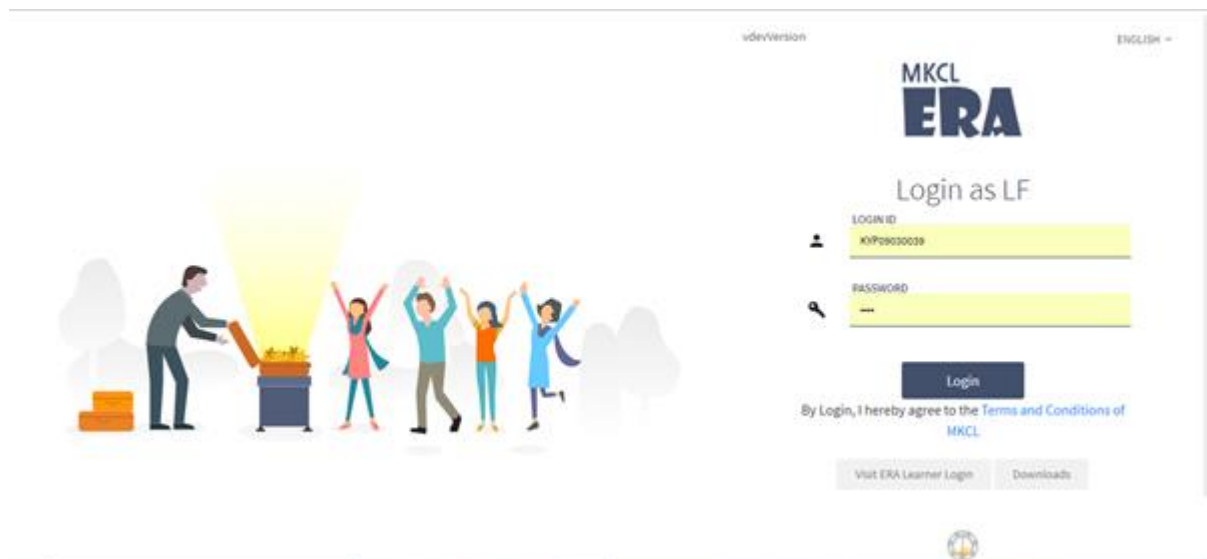 vdevVersion
ENGLISH
MKCL
ERA
Login as LF
LOGIN ID
KYP09030039
PASSWORD
Login
By Login, I hereby agree to the Terms and Conditions of
MKCL
Visit ERA Learner Login Downloads